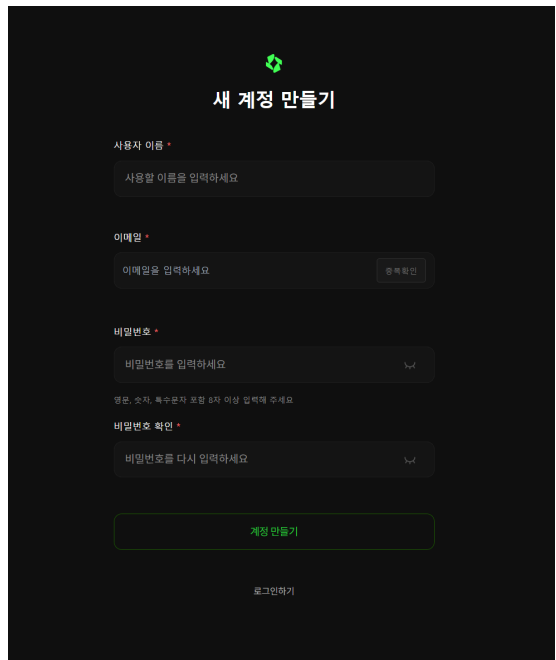 새 계정 만들기
사용자 이름 *
사용할 이름을 입력하세요
이메일 *
이메일을 입력하세요
중복확인
비밀번호 *
비밀번호를 입력하세요
영문, 숫자, 특수문자 포함 8자 이상 입력해 주세요
비밀번호 확인 *
비밀번호를 다시 입력하세요
계정 만들기
로그인하기